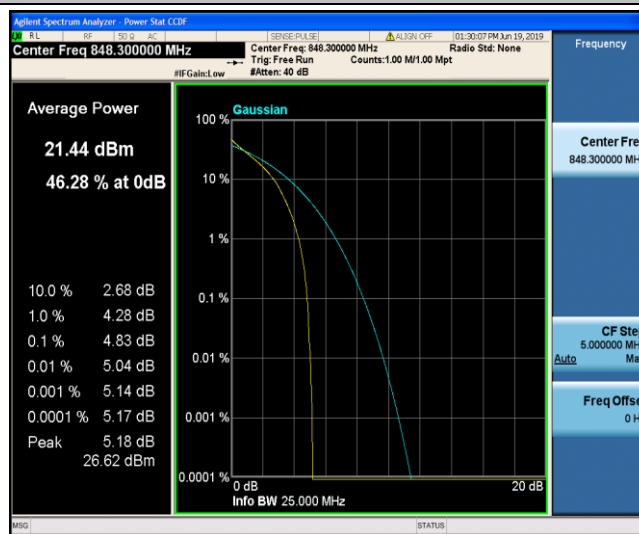 Agilent Spectrum Analyzer - Power Stat CCDF
RL RF 50 Ω AC SENSE:PULSE ALIGN OFF 01:30:07 PM Jun 19, 2019
Center Freq 848.300000 MHz
Center Freq: 848.300000 MHz Radio Std: None
Trig: Free Run Counts:1.00 M/1.00 Mpt
#IFGain:Low #Atten: 40 dB
Frequency
Average Power
21.44 dBm
46.28 % at 0dB
10.0 % 2.68 dB
1.0 % 4.28 dB
0.1 % 4.83 dB
0.01 % 5.04 dB
0.001 % 5.14 dB
0.0001 % 5.17 dB
Peak 5.18 dB
26.62 dBm
Gaussian
100 %
10 %
1 %
0.1 %
0.01 %
0.001 %
0.0001 %
0 dB 20 dB
Info BW 25.000 MHz
Center Fre
848.300000 MH
CF Ste
5.000000 MH
Auto Ma
Freq Offse
0 H
MSG STATUS